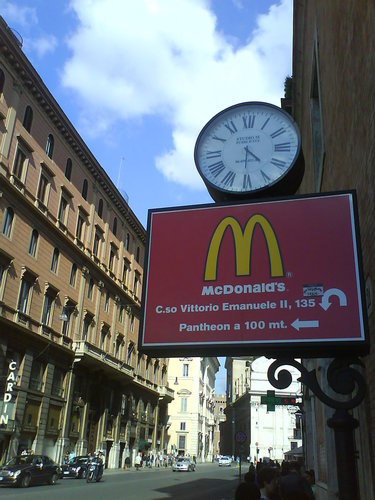 McDonald's®
C.so Vittorio Emanuele II, 135
Pantheon a 100 mt.
CARDIN